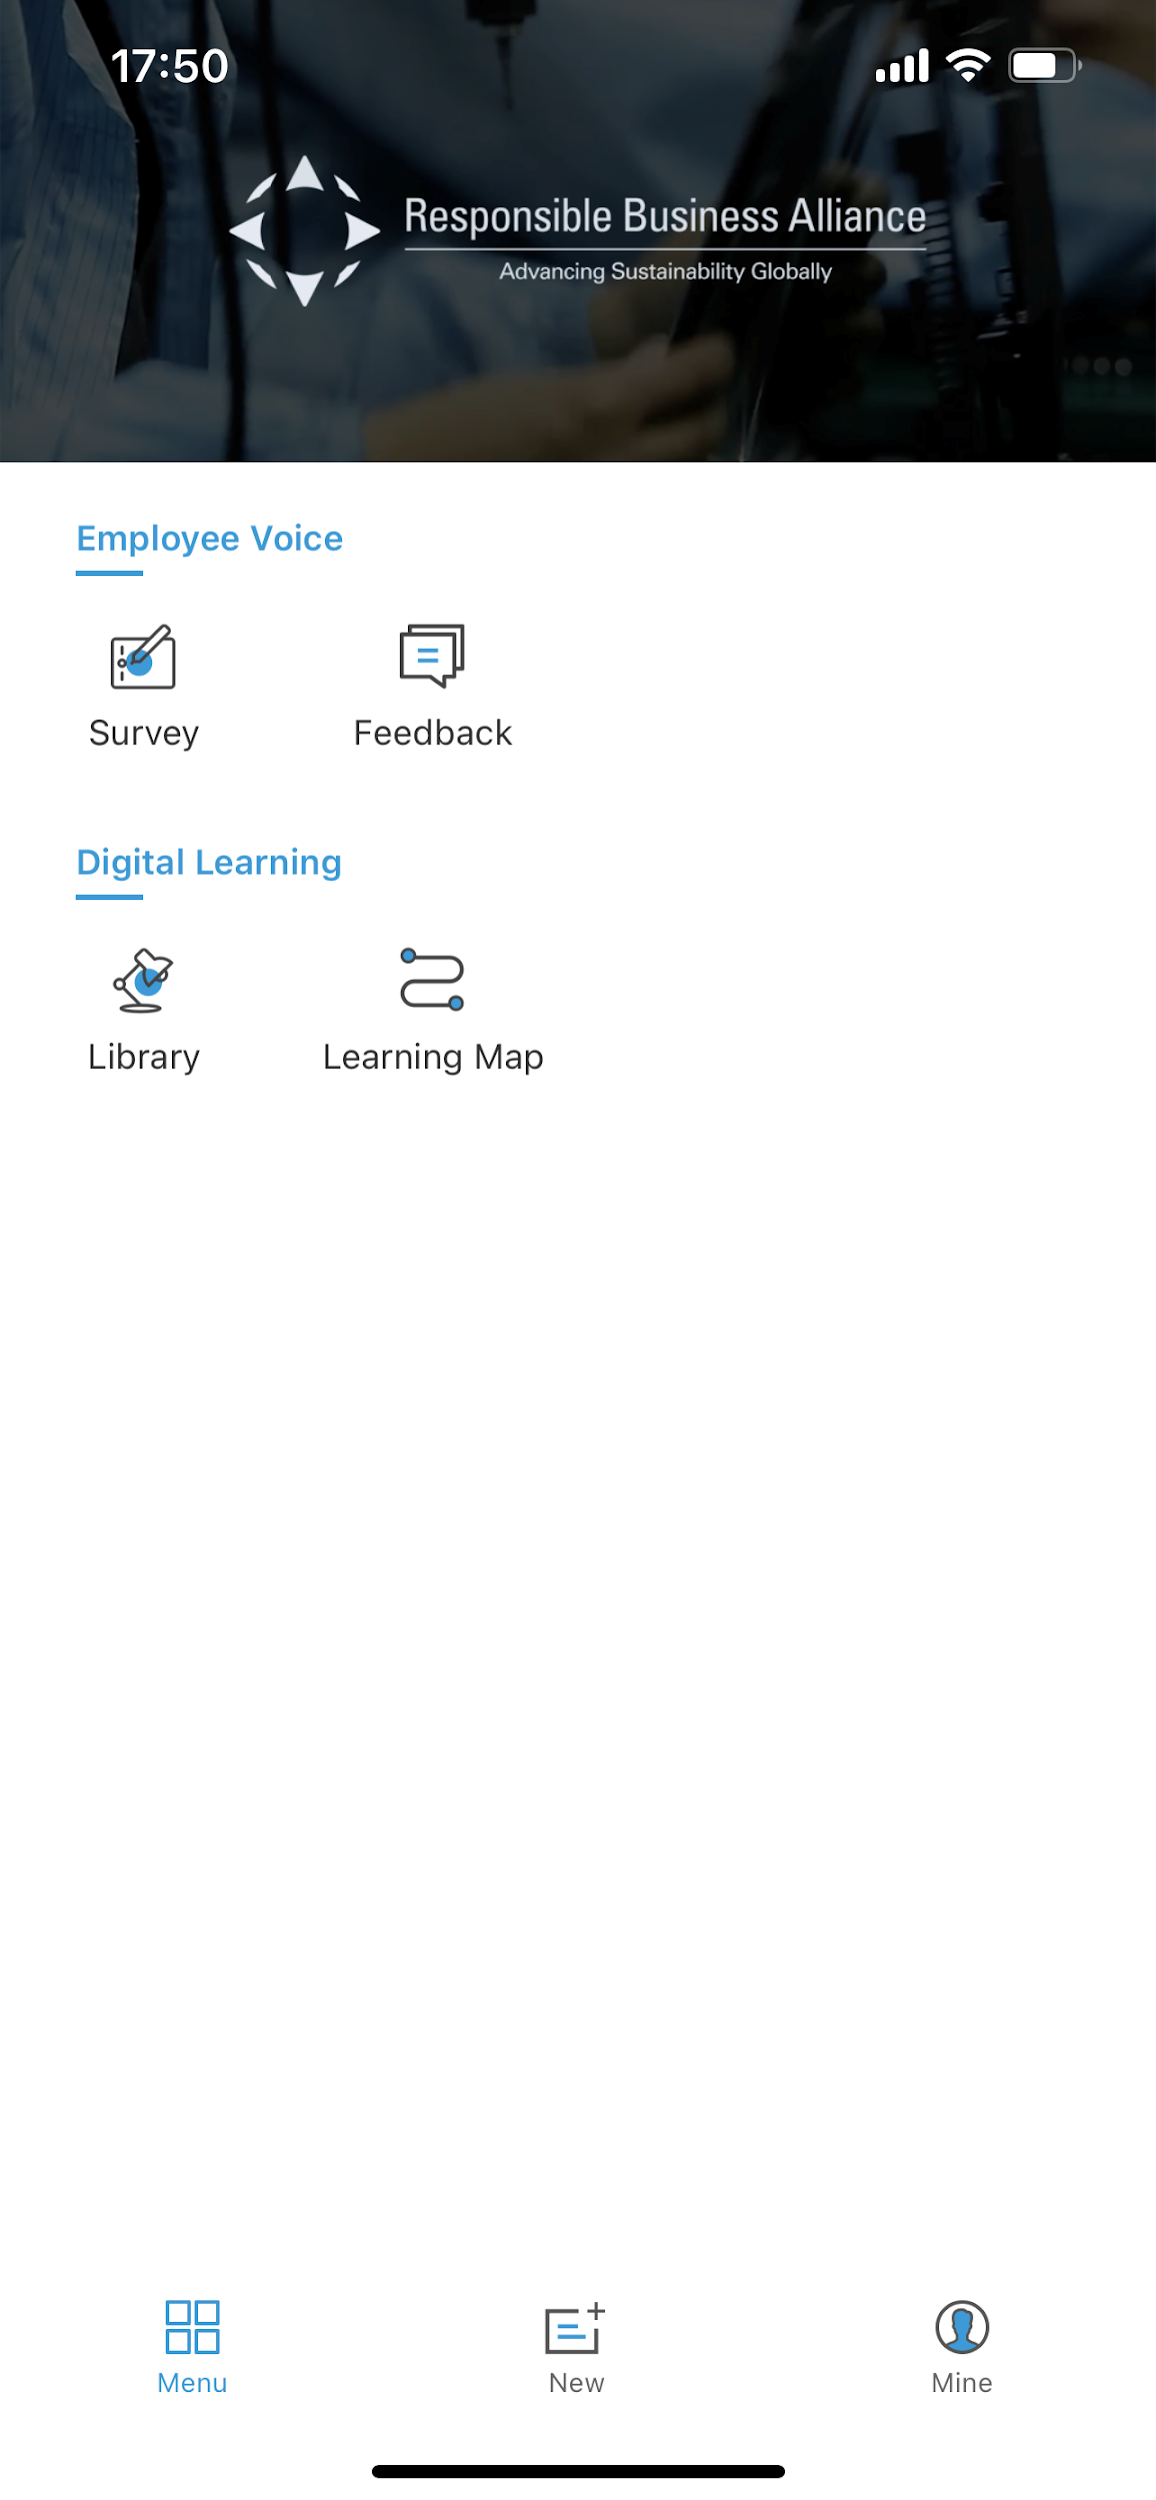 17:50
Responsible Business Alliance
Advancing Sustainability Globally
Employee Voice
Survey
Feedback
Digital Learning
Library
Learning Map
Menu
New
Mine